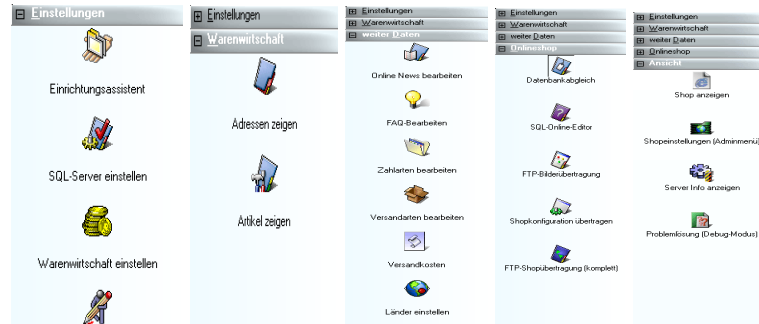 Einstellungen
Einrichtungsassistent
SQL-Server einstellen
Warenwirtschaft einstellen
Einstellungen
Warenwirtschaft
Adressen zeigen
Artikel zeigen
Einstellungen
Warenwirtschaft
weiter Daten
Online News bearbeiten
FAQ-Bearbeiten
Zahlarten bearbeiten
Versandarten bearbeiten
Versandkosten
Länder einstellen
Einstellungen
Warenwirtschaft
weiter Daten
Onlineshop
Datenbankabgleich
SQL-Online-Editor
FTP-Bilderübertragung
Shopkonfiguration übertragen
FTP-Shopübertragung (komplett)
Einstellungen
Warenwirtschaft
weiter Daten
Onlineshop
Ansicht
Shop anzeigen
Shopeinstellungen (Adminmenü)
Server Info anzeigen
Problemlösung (Debug-Modus)